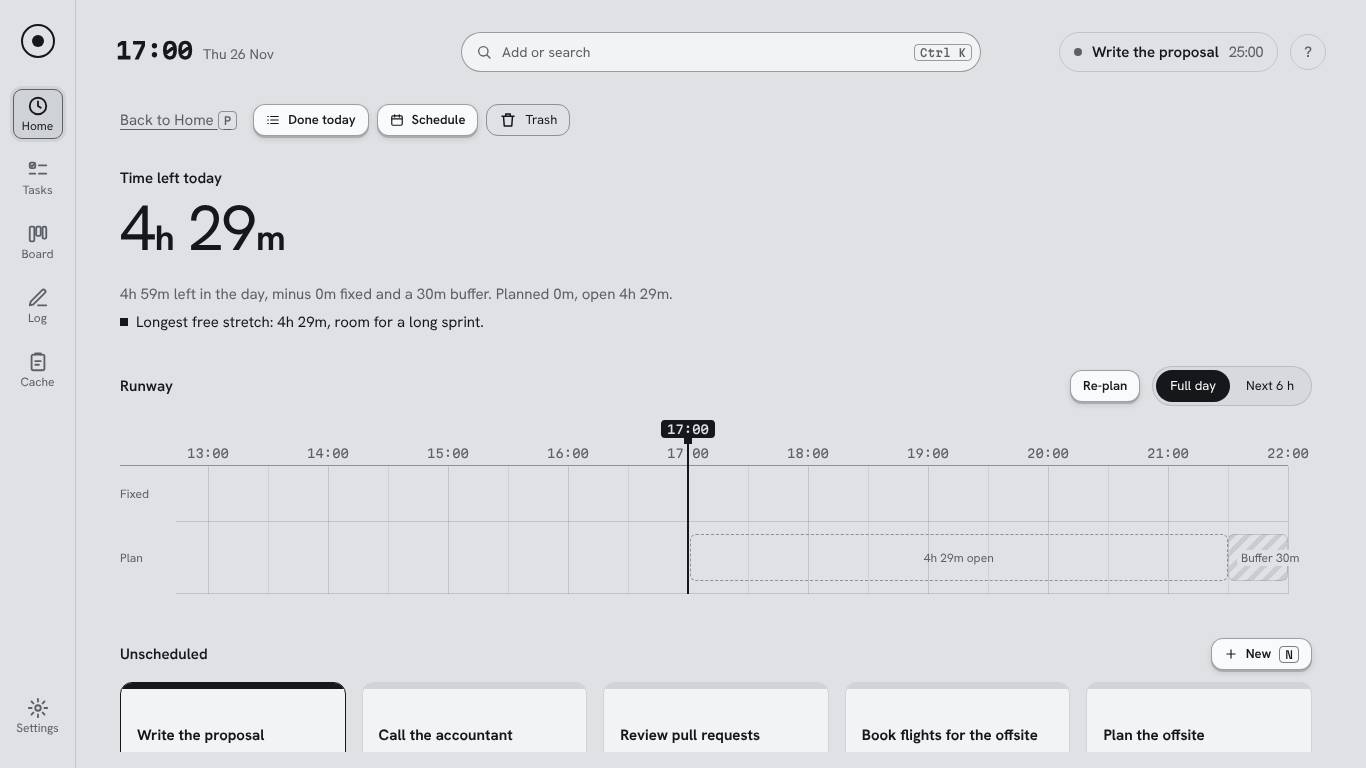 17:00 Thu 26 Nov
Add or search
Ctrl K
Write the proposal 25:00
?
Home
Tasks
Board
Log
Cache
Settings
Back to Home P
Done today
Schedule
Trash
Time left today
4h 29m
4h 59m left in the day, minus 0m fixed and a 30m buffer. Planned 0m, open 4h 29m.
Longest free stretch: 4h 29m, room for a long sprint.
Runway
Re-plan
Full day
Next 6 h
17:00
13:00 14:00 15:00 16:00 17:00 18:00 19:00 20:00 21:00 22:00
Fixed
Plan
4h 29m open
Buffer 30m
Unscheduled
New N
Write the proposal
Call the accountant
Review pull requests
Book flights for the offsite
Plan the offsite